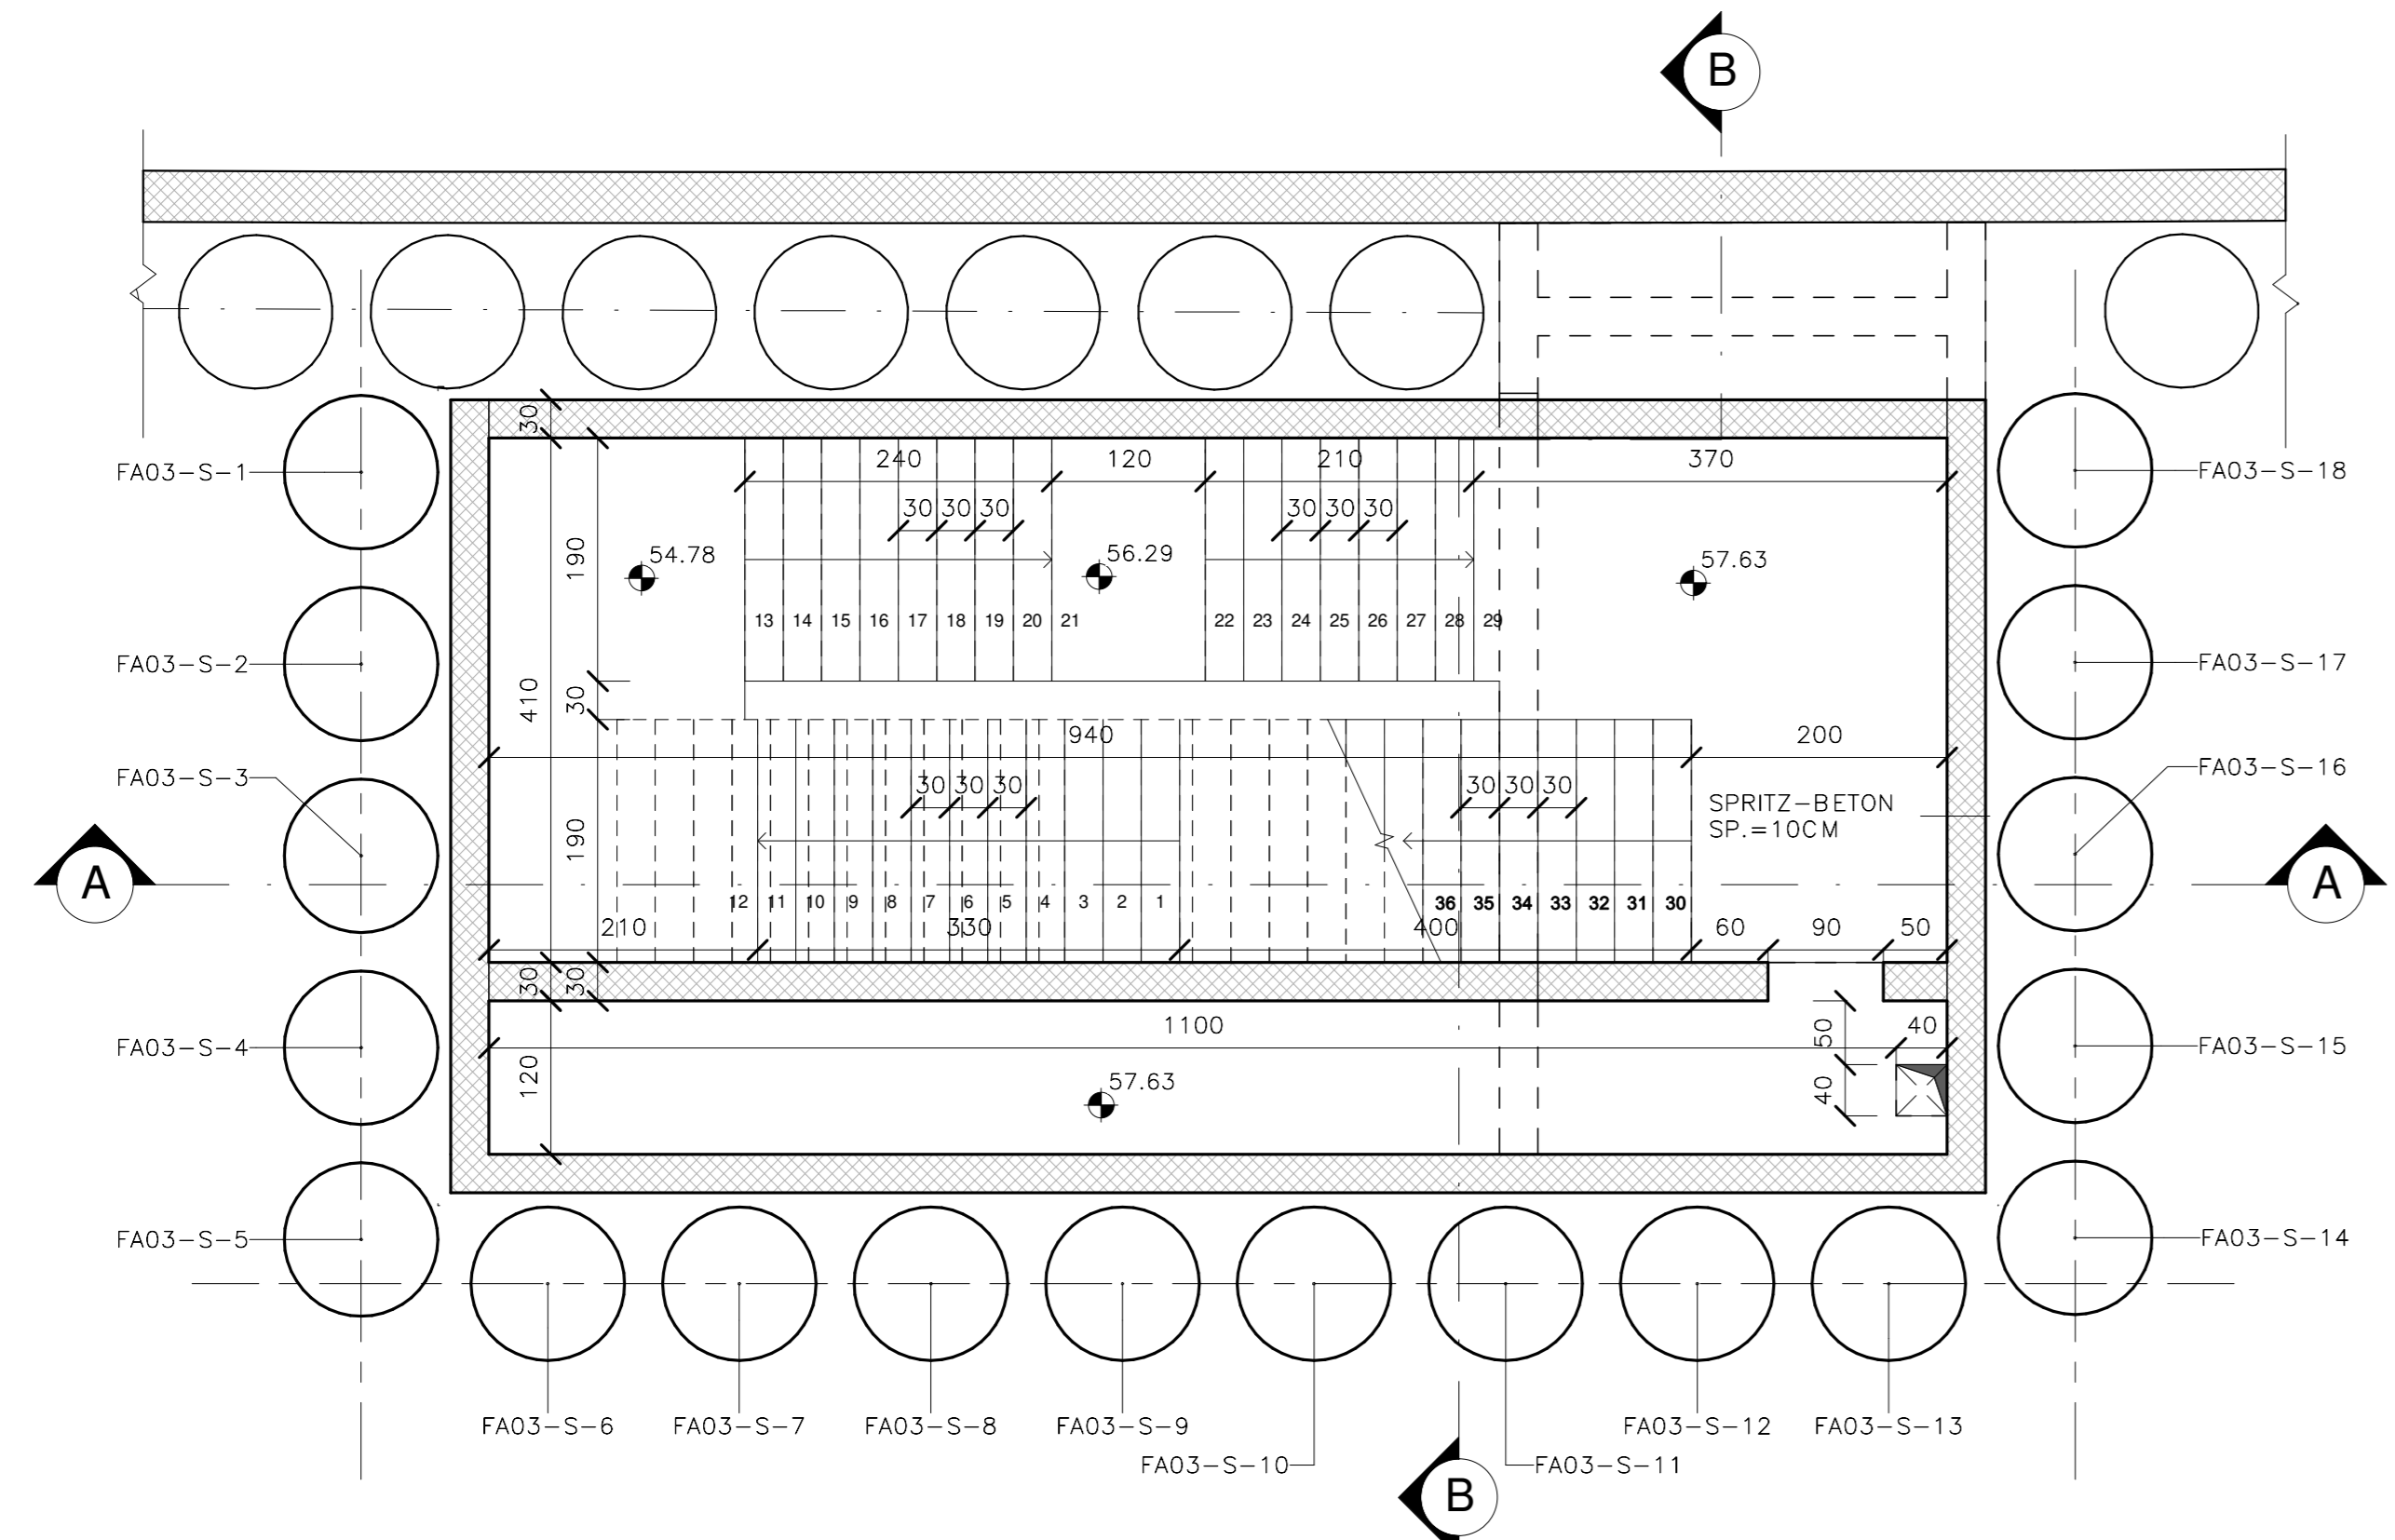 B
30
240
120
210
370
FA03-S-1
FA03-S-18
30 30 30
30 30 30
190
54.78
56.29
57.63
13 14 15 16 17 18 19 20 21
22 23 24 25 26 27 28 29
FA03-S-2
FA03-S-17
410
30
940
200
FA03-S-3
FA03-S-16
30 30 30
30 30 30
SPRITZ-BETON
SP.=10CM
190
A
A
12 11 10 9 8 7 6 5 4 3 2 1
36 35 34 33 32 31 30
210
330
400
60
90
50
30
30
1100
50
40
FA03-S-4
FA03-S-15
120
57.63
40
FA03-S-5
FA03-S-14
FA03-S-6
FA03-S-7
FA03-S-8
FA03-S-9
FA03-S-12
FA03-S-13
FA03-S-10
FA03-S-11
B